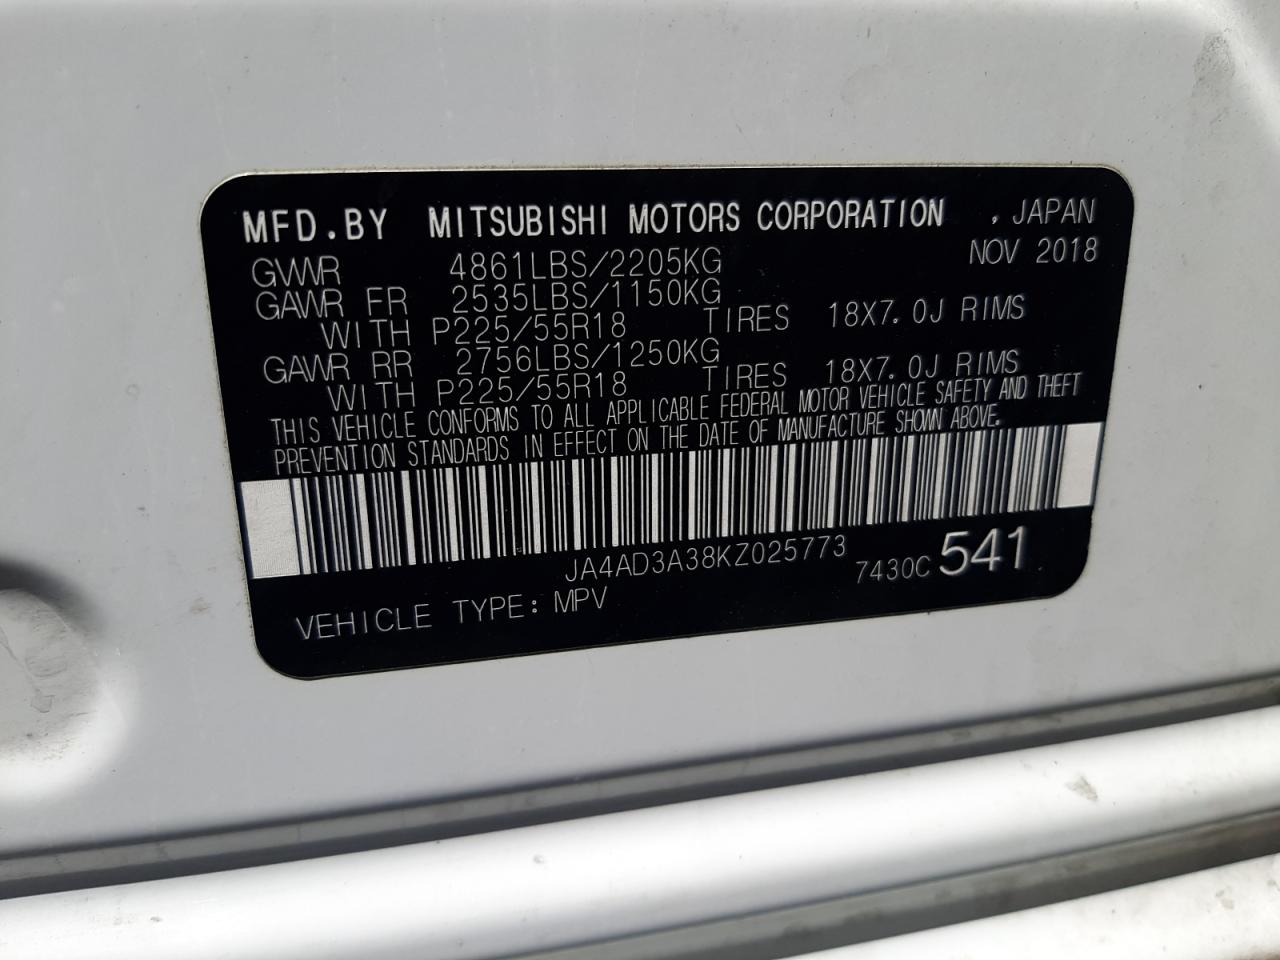 MFD.BY MITSUBISHI MOTORS CORPORATION , JAPAN
NOV 2018
GVWR 4861LBS/2205KG
GAWR FR 2535LBS/1150KG
WITH P225/55R18 TIRES 18X7.0J RIMS
GAWR RR 2756LBS/1250KG
WITH P225/55R18 TIRES 18X7.0J RIMS
THIS VEHICLE CONFORMS TO ALL APPLICABLE FEDERAL MOTOR VEHICLE SAFETY AND THEFT
PREVENTION STANDARDS IN EFFECT ON THE DATE OF MANUFACTURE SHOWN ABOVE.
JA4AD3A38KZ025773
7430C 541
VEHICLE TYPE: MPV